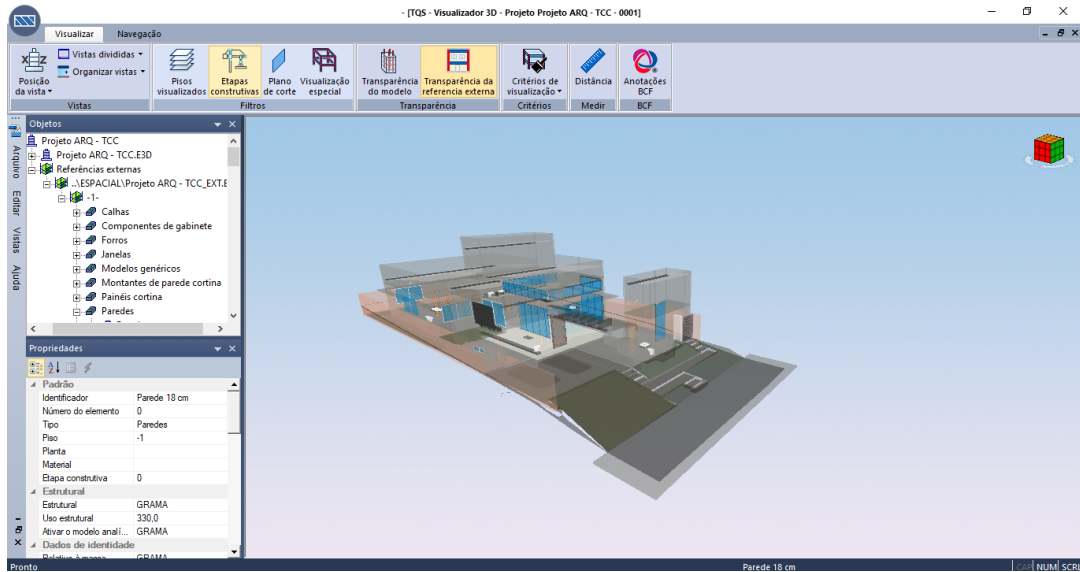 - [TQS - Visualizador 3D - Projeto Projeto ARQ - TCC - 0001]
Visualizar Navegação
Posição da vista
Vistas divididas
Organizar vistas
Vistas
Pisos visualizados
Etapas construtivas
Plano de corte
Visualização especial
Filtros
Transparência do modelo
Transparência da referencia externa
Transparência
Critérios de visualização
Critérios
Distância
Medir
Anotações BCF
BCF
Arquivo
Editar
Vistas
Ajuda
Objetos
Projeto ARQ - TCC
Projeto ARQ - TCC.E3D
Referências externas
..\ESPACIAL\Projeto ARQ - TCC_EXT.E
-1-
Calhas
Componentes de gabinete
Forros
Janelas
Modelos genéricos
Montantes de parede cortina
Painéis cortina
Paredes
Propriedades
Padrão
Identificador Parede 18 cm
Número do elemento 0
Tipo Paredes
Piso -1
Planta
Material
Etapa construtiva 0
Estrutural
Estrutural GRAMA
Uso estrutural 330,0
Ativar o modelo analí... GRAMA
Dados de identidade
Pronto Parede 18 cm CAP NUM SCRL